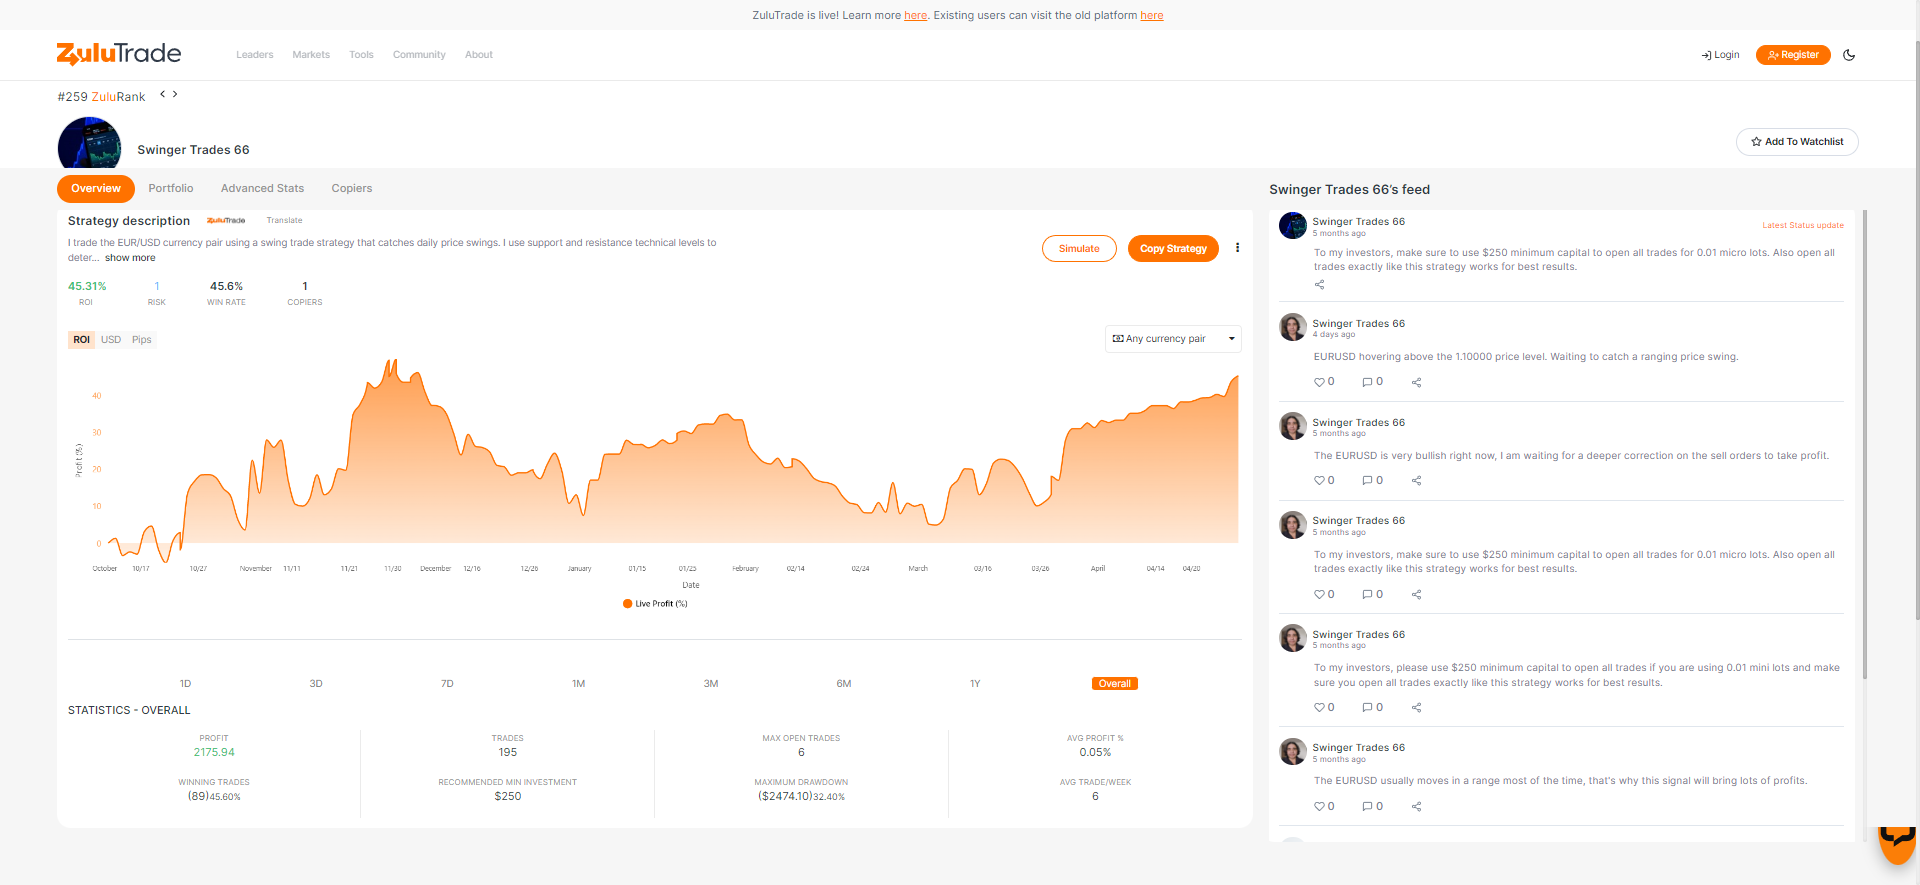 ZuluTrade is live! Learn more here. Existing users can visit the old platform here
ZuluTrade
Leaders Markets Tools Community About
Login Register
#259 ZuluRank
Swinger Trades 66
Add To Watchlist
Overview Portfolio Advanced Stats Copiers
Strategy description ZuluTrade Translate
I trade the EUR/USD currency pair using a swing trade strategy that catches daily price swings. I use support and resistance technical levels to
deter... show more
Simulate Copy Strategy
45.31% 1 45.6% 1
ROI RISK WIN RATE COPIERS
ROI USD Pips
Any currency pair
Profit (%)
40
30
20
10
0
October 10/17 10/27 November 11/11 11/21 11/30 December 12/16 12/26 January 01/15 01/25 February 02/14 02/24 March 03/16 03/26 April 04/14 04/20
Date
Live Profit (%)
1D 3D 7D 1M 3M 6M 1Y Overall
STATISTICS - OVERALL
PROFIT TRADES MAX OPEN TRADES AVG PROFIT %
2175.94 195 6 0.05%
WINNING TRADES RECOMMENDED MIN INVESTMENT MAXIMUM DRAWDOWN AVG TRADE/WEEK
(89)45.60% $250 ($2474.10)32.40% 6
Swinger Trades 66's feed
Swinger Trades 66
5 months ago
Latest Status update
To my investors, make sure to use $250 minimum capital to open all trades for 0.01 micro lots. Also open all
trades exactly like this strategy works for best results.
Swinger Trades 66
4 days ago
EURUSD hovering above the 1.10000 price level. Waiting to catch a ranging price swing.
0 0
Swinger Trades 66
5 months ago
The EURUSD is very bullish right now, I am waiting for a deeper correction on the sell orders to take profit.
0 0
Swinger Trades 66
5 months ago
To my investors, make sure to use $250 minimum capital to open all trades for 0.01 micro lots. Also open all
trades exactly like this strategy works for best results.
0 0
Swinger Trades 66
5 months ago
To my investors, please use $250 minimum capital to open all trades if you are using 0.01 mini lots and make
sure you open all trades exactly like this strategy works for best results.
0 0
Swinger Trades 66
5 months ago
The EURUSD usually moves in a range most of the time, that's why this signal will bring lots of profits.
0 0